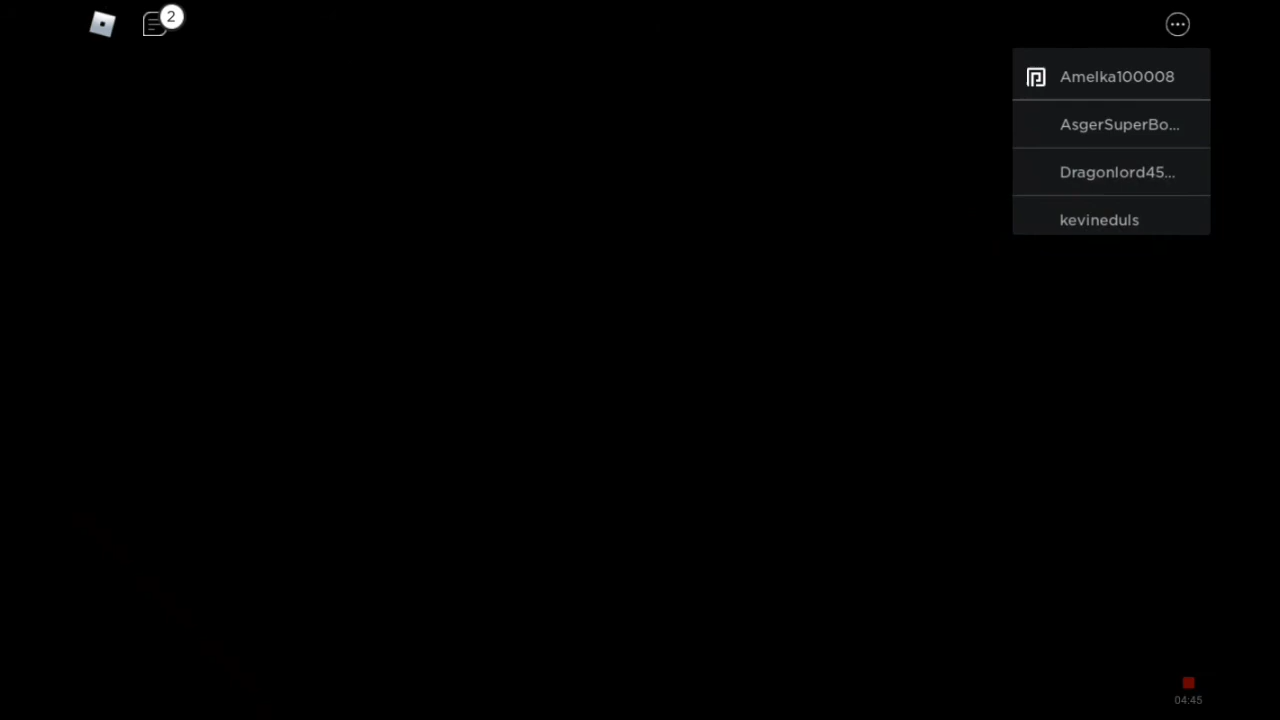 2
Amelka100008
AsgerSuperBo...
Dragonlord45...
kevineduls
04:45